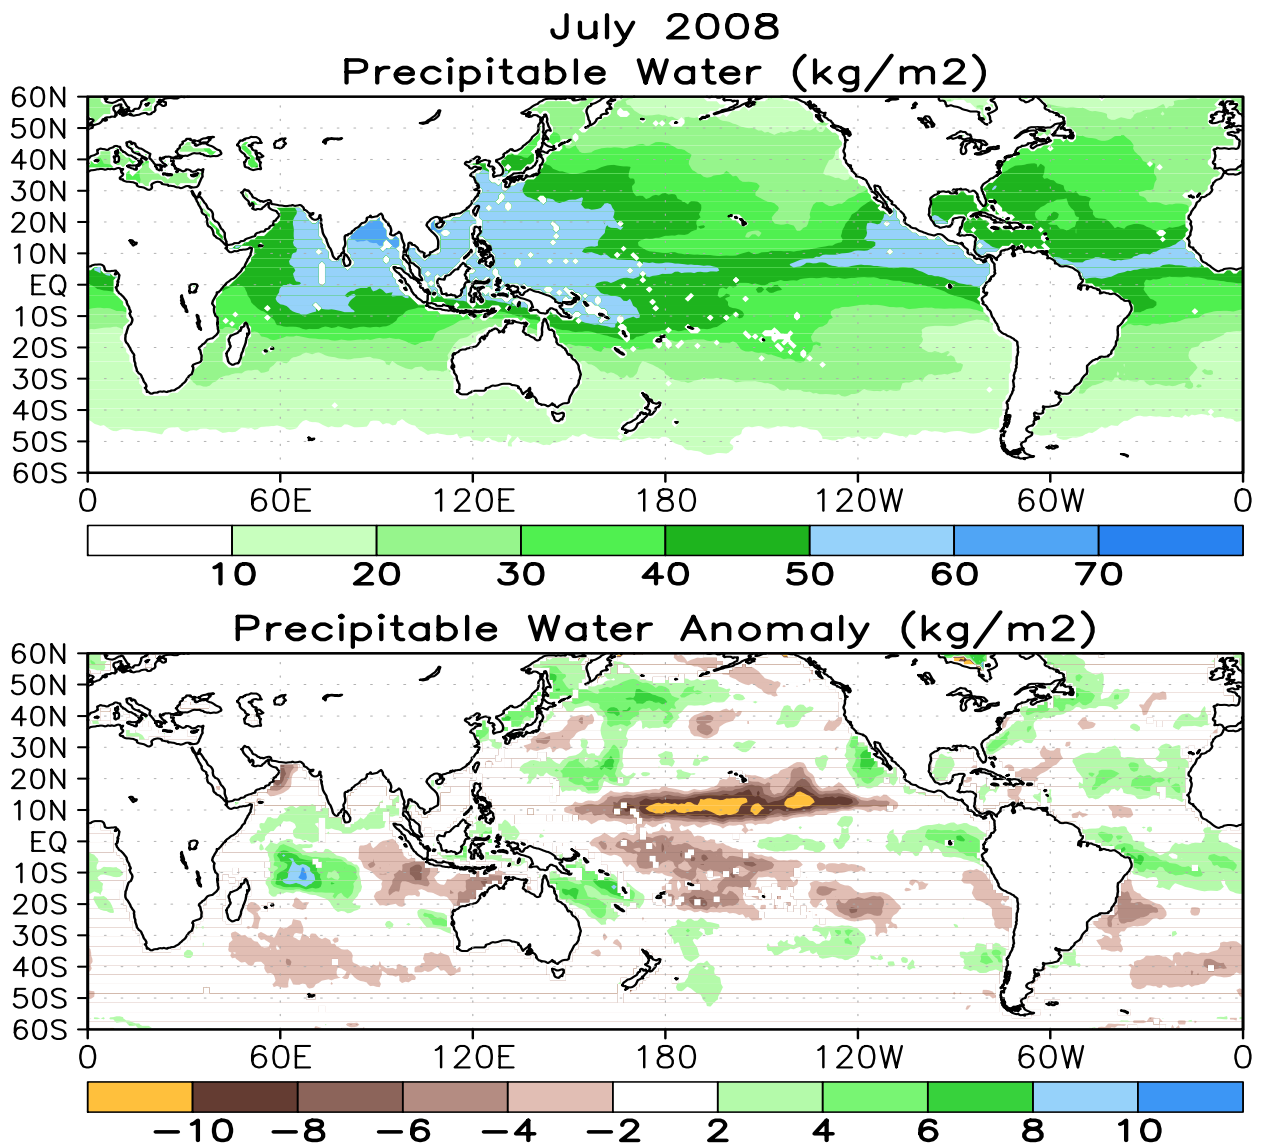 July 2008
Precipitable Water (kg/m2)
60N
50N
40N
30N
20N
10N
EQ
10S
20S
30S
40S
50S
60S
0 60E 120E 180 120W 60W 0
10 20 30 40 50 60 70
Precipitable Water Anomaly (kg/m2)
60N
50N
40N
30N
20N
10N
EQ
10S
20S
30S
40S
50S
60S
0 60E 120E 180 120W 60W 0
−10 −8 −6 −4 −2 2 4 6 8 10